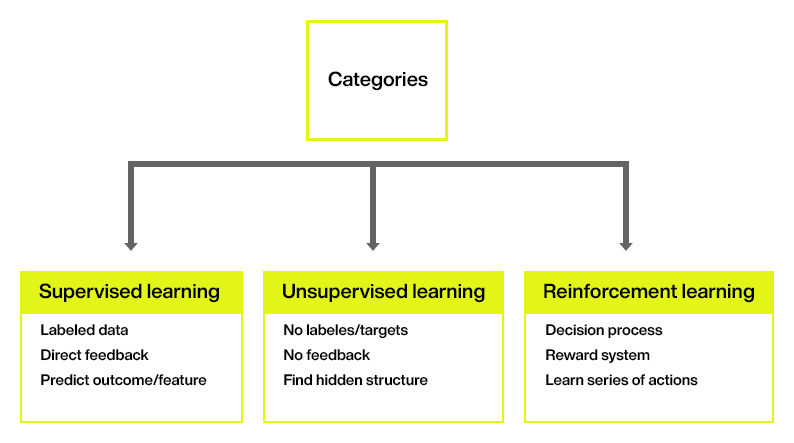 Categories
Supervised learning
Labeled data
Direct feedback
Predict outcome/feature
Unsupervised learning
No labeles/targets
No feedback
Find hidden structure
Reinforcement learning
Decision process
Reward system
Learn series of actions